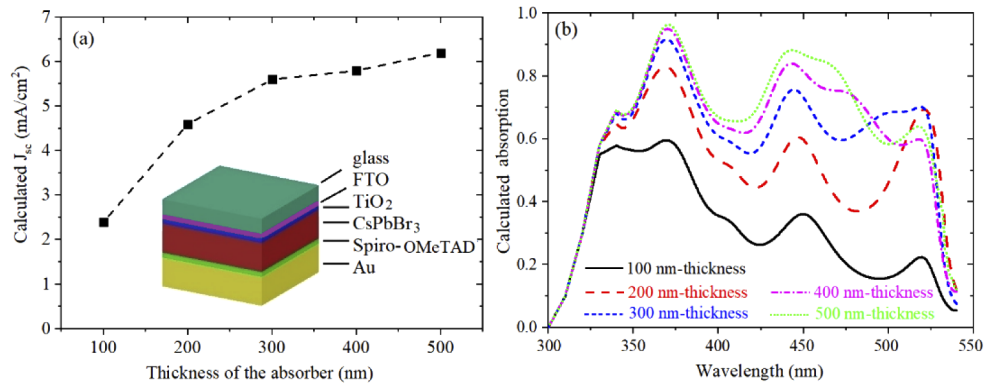 (a)
Calculated J_sc (mA/cm²)
7
6
5
4
3
2
1
0
glass
FTO
TiO₂
CsPbBr₃
Spiro-OMeTAD
Au
100 200 300 400 500
Thickness of the absorber (nm)
(b)
Calculated absorption
1.0
0.8
0.6
0.4
0.2
0.0
100 nm-thickness
200 nm-thickness
300 nm-thickness
400 nm-thickness
500 nm-thickness
300 350 400 450 500 550
Wavelength (nm)